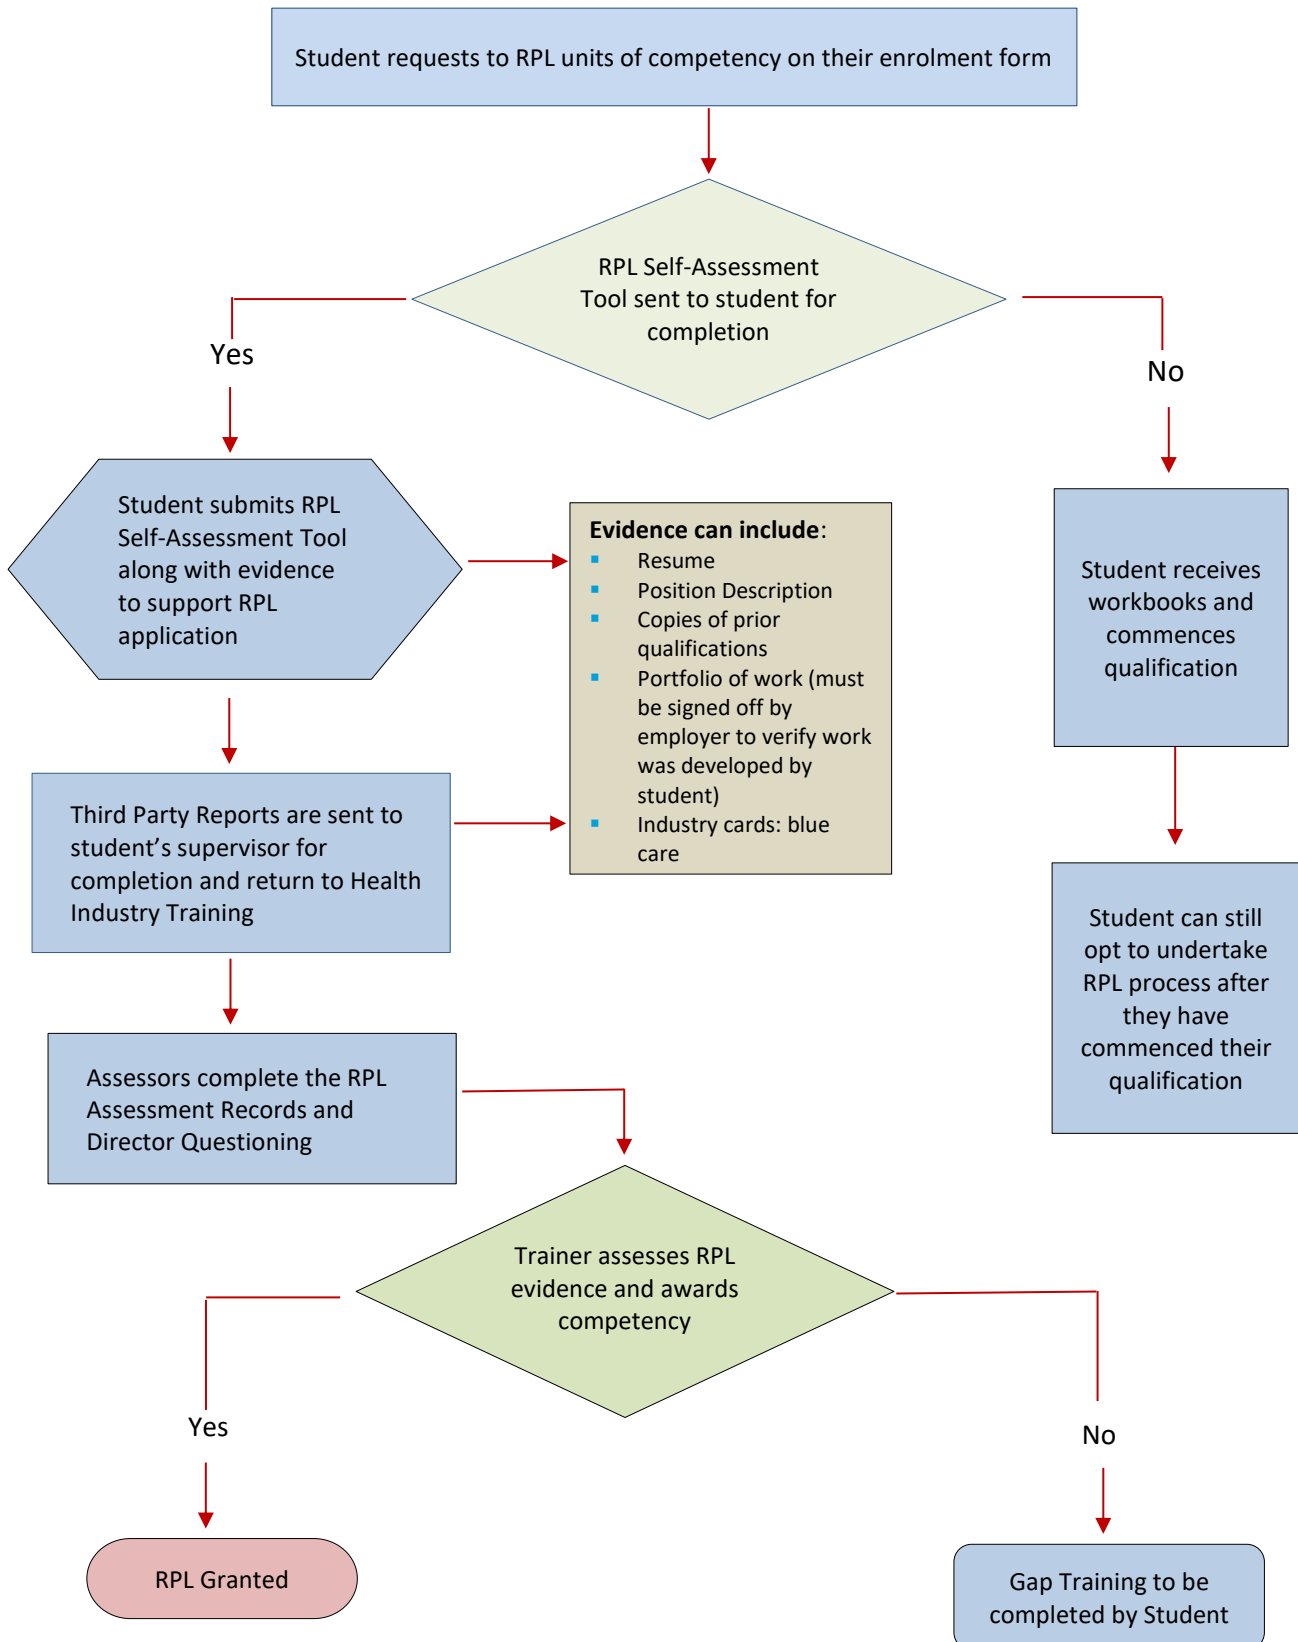 Student requests to RPL units of competency on their enrolment form
RPL Self-Assessment
Tool sent to student for
completion
Yes
No
Student submits RPL
Self-Assessment Tool
along with evidence
to support RPL
application
Evidence can include:
Resume
Position Description
Copies of prior
qualifications
Portfolio of work (must
be signed off by
employer to verify work
was developed by
student)
Industry cards: blue
care
Student receives
workbooks and
commences
qualification
Third Party Reports are sent to
student’s supervisor for
completion and return to Health
Industry Training
Student can still
opt to undertake
RPL process after
they have
commenced their
qualification
Assessors complete the RPL
Assessment Records and
Director Questioning
Trainer assesses RPL
evidence and awards
competency
Yes
No
RPL Granted
Gap Training to be
completed by Student